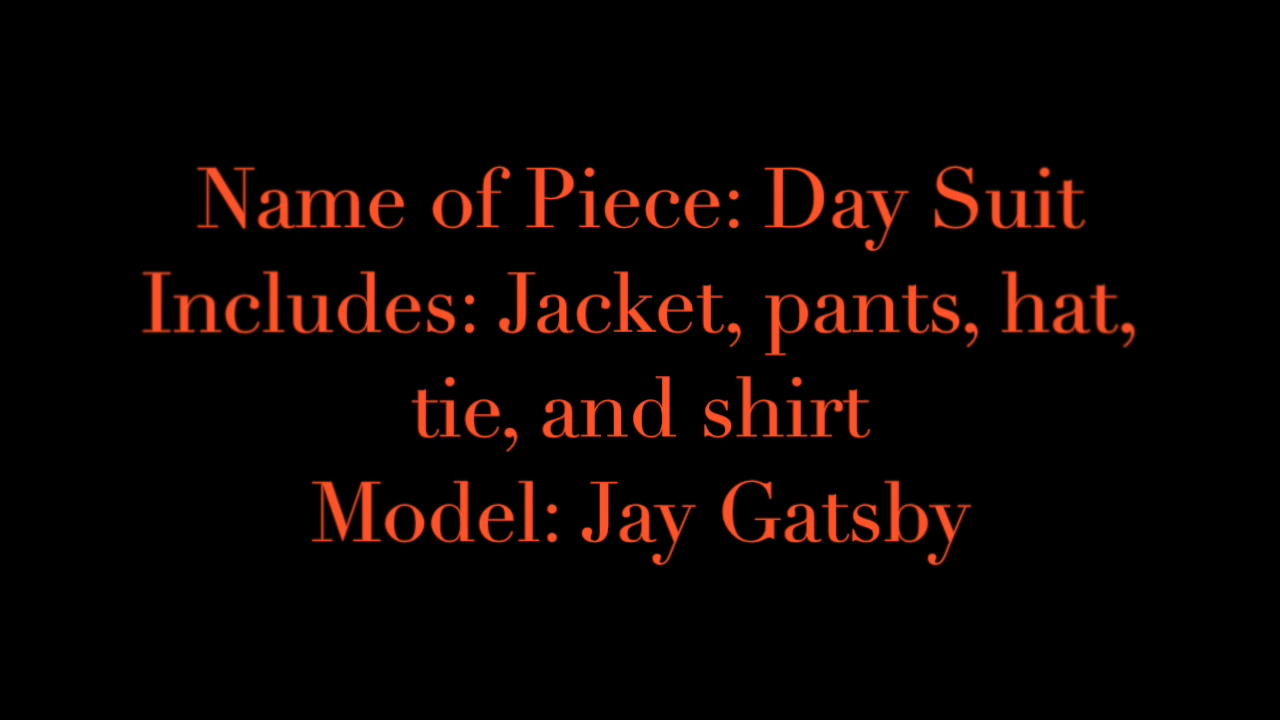 Name of Piece: Day Suit
Includes: Jacket, pants, hat,
tie, and shirt
Model: Jay Gatsby